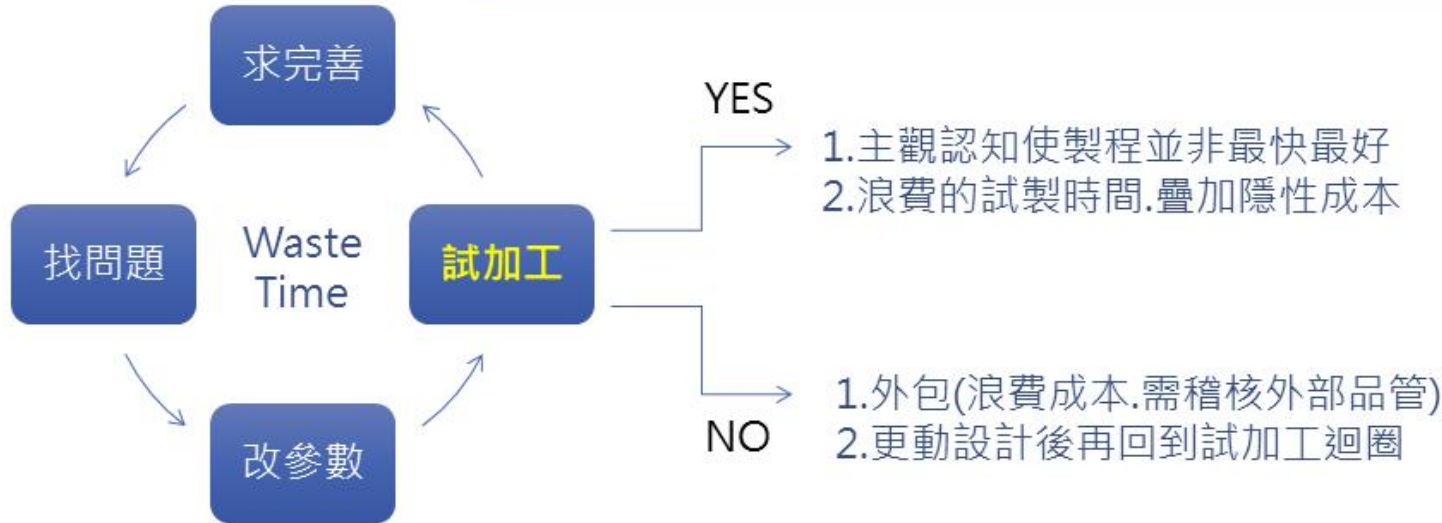 求完善
YES
1.主觀認知使製程並非最快最好
2.浪費的試製時間.疊加隱性成本
找問題
Waste
Time
試加工
1.外包(浪費成本.需稽核外部品管)
NO
2.更動設計後再回到試加工迴圈
改參數